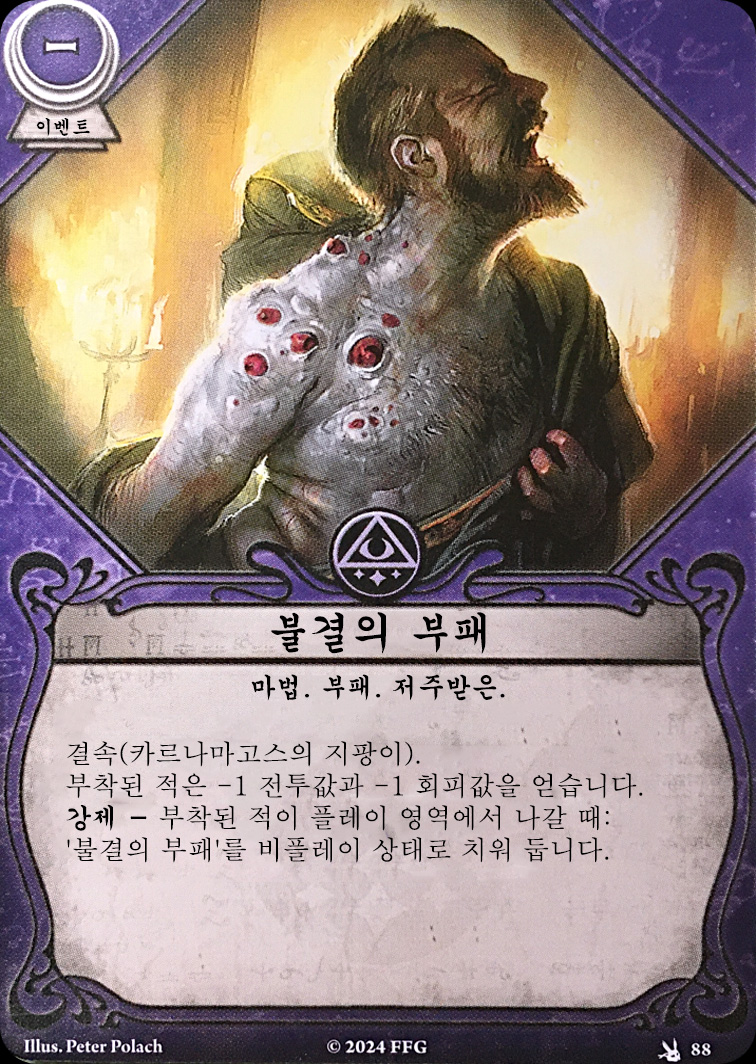 –
이벤트
불결의 부패
마법. 부패. 저주받은.
결속(카르나마고스의 지팡이).
부착된 적은 -1 전투값과 -1 회피값을 얻습니다.
강제 – 부착된 적이 플레이 영역에서 나갈 때:
'불결의 부패'를 비플레이 상태로 치워 둡니다.
Illus. Peter Polach
© 2024 FFG
88